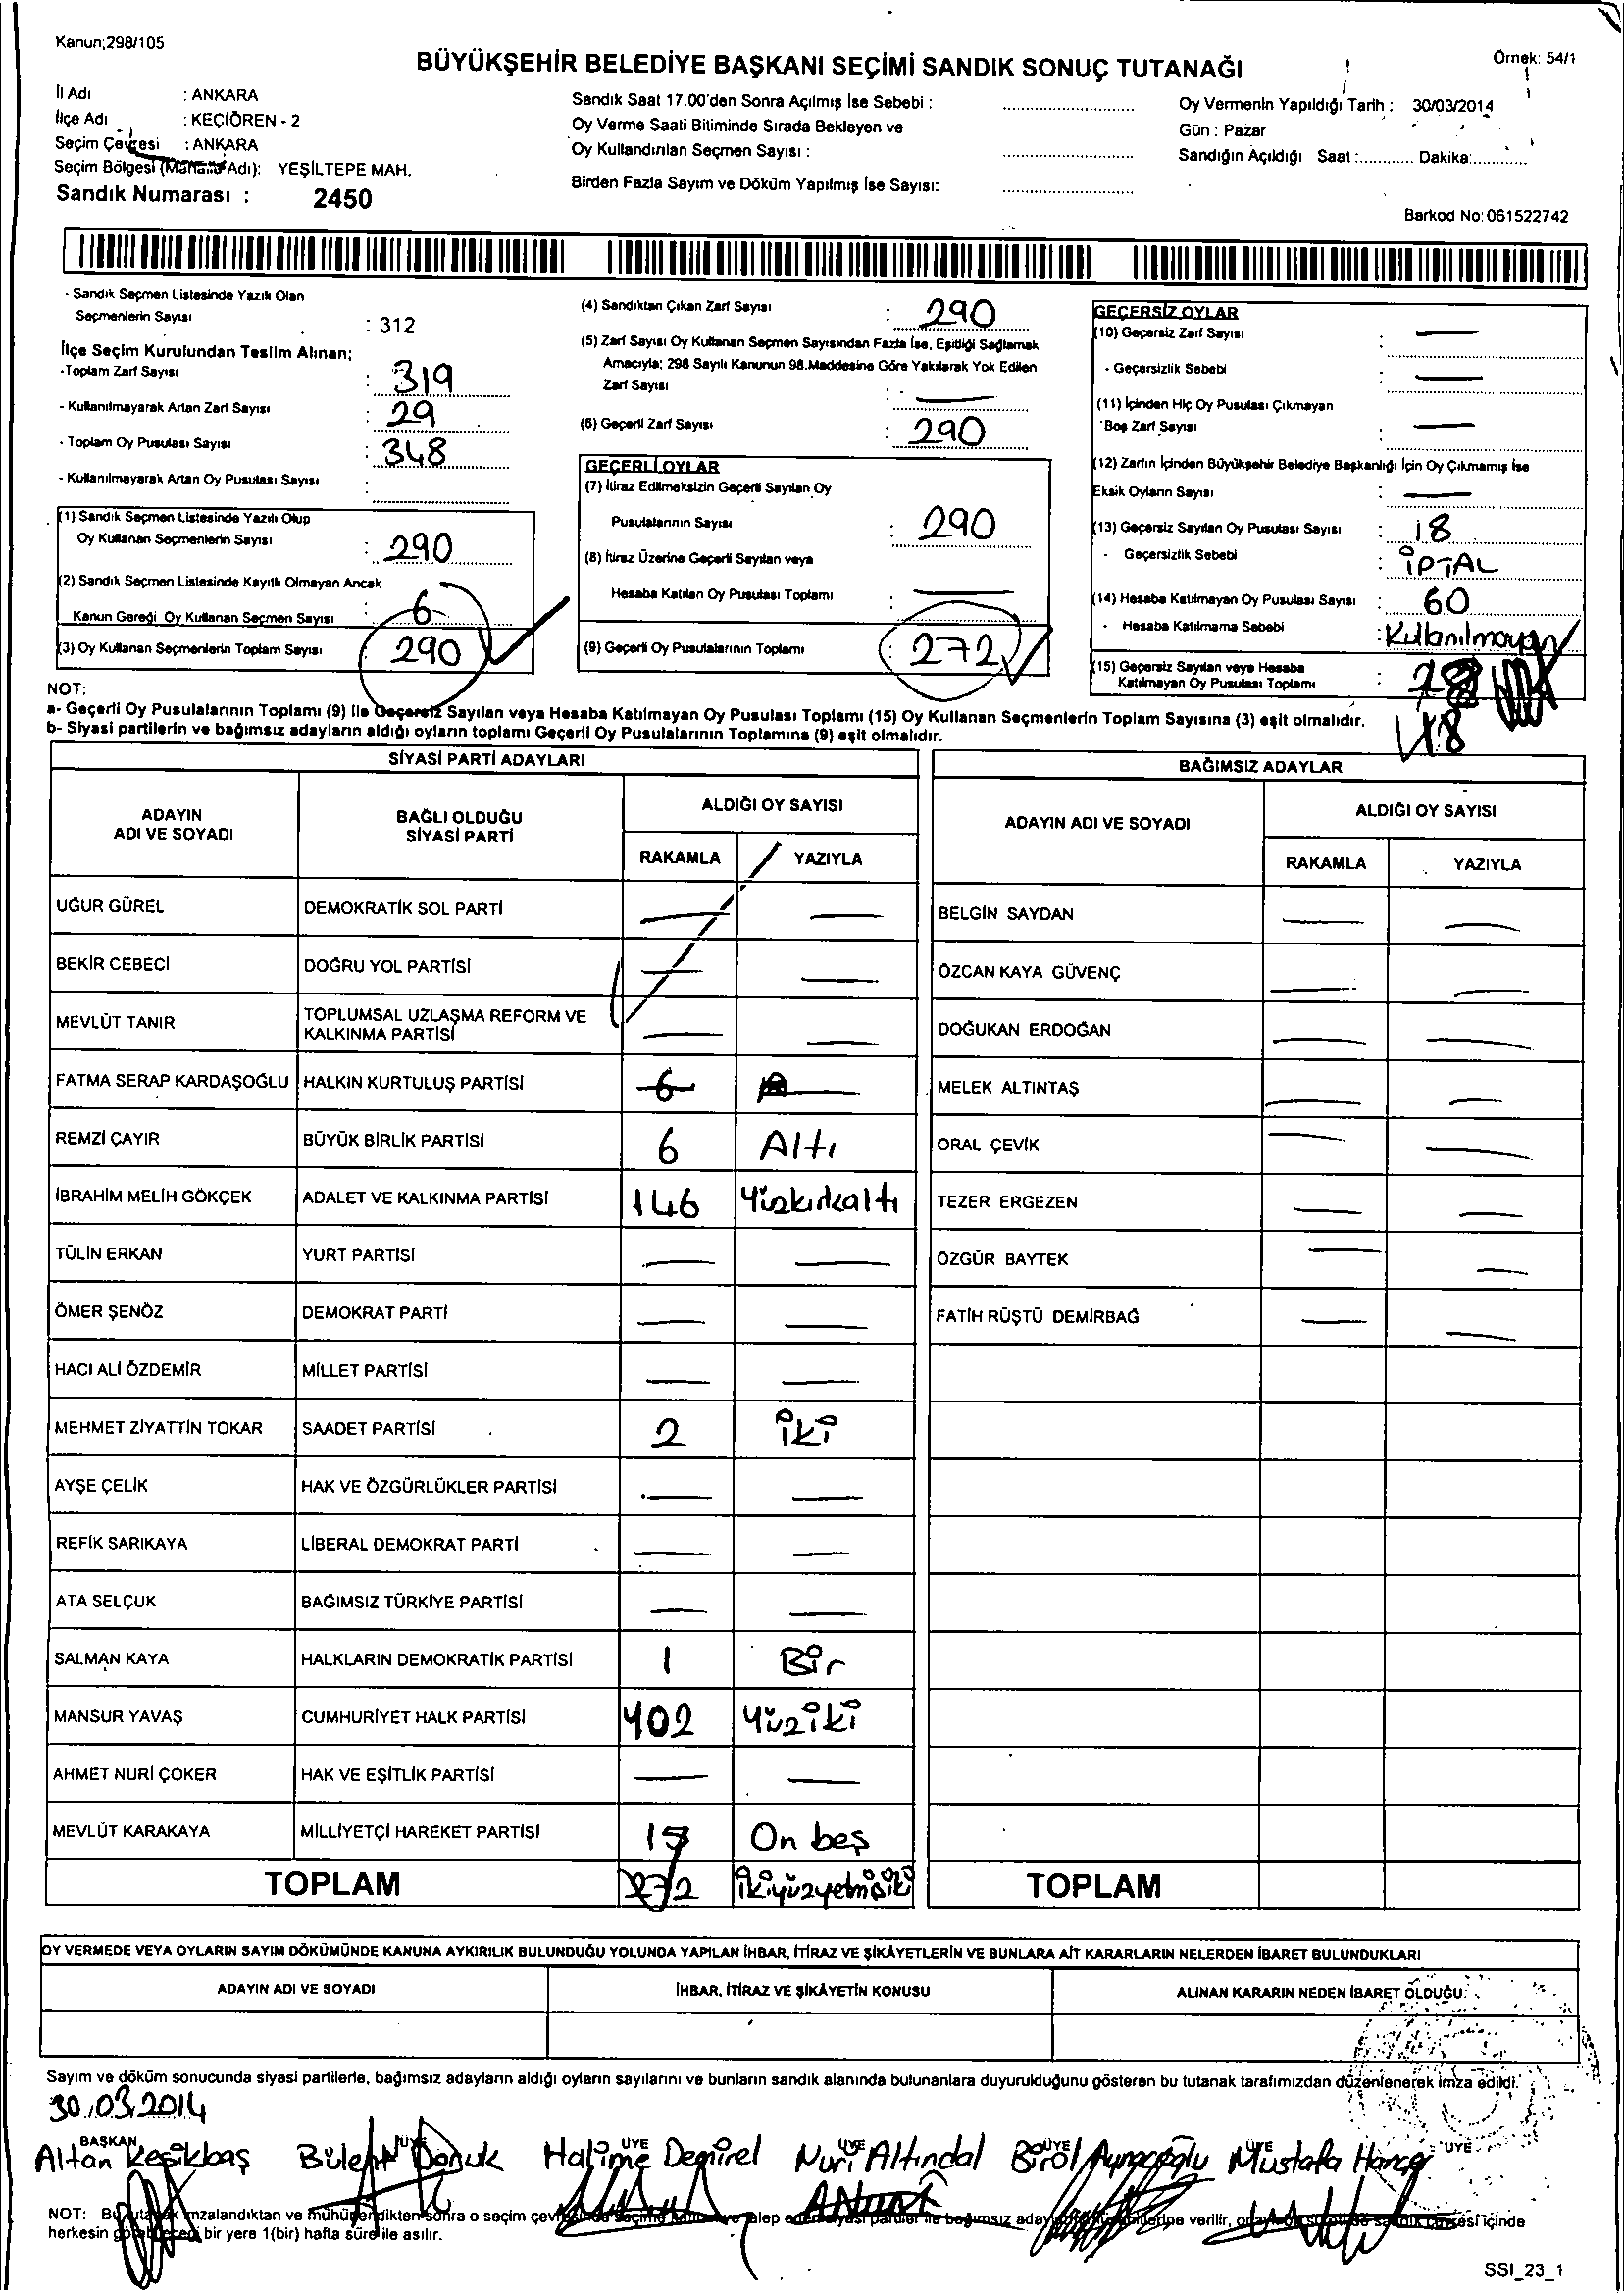 Kanun;298/105
Örnek: 54/1
BÜYÜKŞEHİR BELEDİYE BAŞKANI SEÇİMİ SANDIK SONUÇ TUTANAĞI
İl Adı : ANKARA
İlçe Adı : KEÇİÖREN - 2
Seçim Çevresi : ANKARA
Seçim Bölgesi (Mahalle Adı): YEŞİLTEPE MAH.
Sandık Numarası : 2450
Sandık Saat 17.00'den Sonra Açılmış İse Sebebi :
Oy Verme Saati Bitiminde Sırada Bekleyen ve
Oy Kullandırılan Seçmen Sayısı :
Birden Fazla Sayım ve Döküm Yapılmış İse Sayısı:
Oy Vermenin Yapıldığı Tarih : 30/03/2014
Gün : Pazar
Sandığın Açıldığı Saat :............ Dakika:............
Barkod No: 061522742
- Sandık Seçmen Listesinde Yazılı Olan
Seçmenlerin Sayısı : 312
İlçe Seçim Kurulundan Teslim Alınan;
-Toplam Zarf Sayısı : 319
- Kullanılmayarak Artan Zarf Sayısı : 29
- Toplam Oy Pusulası Sayısı : 348
- Kullanılmayarak Artan Oy Pusulası Sayısı :
(1) Sandık Seçmen Listesinde Yazılı Olup
Oy Kullanan Seçmenlerin Sayısı : 290
(2) Sandık Seçmen Listesinde Kayıtlı Olmayan Ancak
Kanun Gereği Oy Kullanan Seçmen Sayısı : 6
(3) Oy Kullanan Seçmenlerin Toplam Sayısı : 290
(4) Sandıktan Çıkan Zarf Sayısı : 290
(5) Zarf Sayısı Oy Kullanan Seçmen Sayısından Fazla İse, Eşitliği Sağlamak
Amacıyla; 298 Sayılı Kanunun 98.Maddesine Göre Yakılarak Yok Edilen
Zarf Sayısı : —
(6) Geçerli Zarf Sayısı : 290
GEÇERLİ OYLAR
(7) İtiraz Edilmeksizin Geçerli Sayılan Oy
Pusulalarının Sayısı : 290
(8) İtiraz Üzerine Geçerli Sayılan veya
Hesaba Katılan Oy Pusulası Toplamı : —
(9) Geçerli Oy Pusulalarının Toplamı : 272
GEÇERSİZ OYLAR
(10) Geçersiz Zarf Sayısı : —
- Geçersizlik Sebebi : —
(11) İçinden Hiç Oy Pusulası Çıkmayan
Boş Zarf Sayısı : —
(12) Zarfın İçinden Büyükşehir Belediye Başkanlığı İçin Oy Çıkmamış İse
Eksik Oyların Sayısı : —
(13) Geçersiz Sayılan Oy Pusulası Sayısı : 18
- Geçersizlik Sebebi : İPTAL
(14) Hesaba Katılmayan Oy Pusulası Sayısı : 60
- Hesaba Katılmama Sebebi : Kullanılmayan
(15) Geçersiz Sayılan veya Hesaba
Katılmayan Oy Pusulası Toplamı : 78
18
NOT:
a- Geçerli Oy Pusulalarının Toplamı (9) ile Geçersiz Sayılan veya Hesaba Katılmayan Oy Pusulası Toplamı (15) Oy Kullanan Seçmenlerin Toplam Sayısına (3) eşit olmalıdır.
b- Siyasi partilerin ve bağımsız adayların aldığı oyların toplamı Geçerli Oy Pusulalarının Toplamına (9) eşit olmalıdır.
SİYASİ PARTİ ADAYLARI
ADAYIN ADI VE SOYADI
BAĞLI OLDUĞU SİYASİ PARTİ
ALDIĞI OY SAYISI
RAKAMLA YAZIYLA
UĞUR GÜREL DEMOKRATİK SOL PARTİ — —
BEKİR CEBECİ DOĞRU YOL PARTİSİ — —
MEVLÜT TANIR TOPLUMSAL UZLAŞMA REFORM VE KALKINMA PARTİSİ — —
FATMA SERAP KARDAŞOĞLU HALKIN KURTULUŞ PARTİSİ 6 —
REMZİ ÇAYIR BÜYÜK BİRLİK PARTİSİ 6 Altı
İBRAHİM MELİH GÖKÇEK ADALET VE KALKINMA PARTİSİ 146 Yüzkırkaltı
TÜLİN ERKAN YURT PARTİSİ — —
ÖMER ŞENÖZ DEMOKRAT PARTİ — —
HACI ALİ ÖZDEMİR MİLLET PARTİSİ — —
MEHMET ZİYATTİN TOKAR SAADET PARTİSİ 2 iki
AYŞE ÇELİK HAK VE ÖZGÜRLÜKLER PARTİSİ — —
REFİK SARIKAYA LİBERAL DEMOKRAT PARTİ — —
ATA SELÇUK BAĞIMSIZ TÜRKİYE PARTİSİ — —
SALMAN KAYA HALKLARIN DEMOKRATİK PARTİSİ 1 Bir
MANSUR YAVAŞ CUMHURİYET HALK PARTİSİ 102 Yüziki
AHMET NURİ ÇOKER HAK VE EŞİTLİK PARTİSİ — —
MEVLÜT KARAKAYA MİLLİYETÇİ HAREKET PARTİSİ 15 On beş
TOPLAM 272 ikiyüzyetmişiki
BAĞIMSIZ ADAYLAR
ADAYIN ADI VE SOYADI
ALDIĞI OY SAYISI
RAKAMLA YAZIYLA
BELGİN SAYDAN — —
ÖZCAN KAYA GÜVENÇ — —
DOĞUKAN ERDOĞAN — —
MELEK ALTINTAŞ — —
ORAL ÇEVİK — —
TEZER ERGEZEN — —
ÖZGÜR BAYTEK — —
FATİH RÜŞTÜ DEMİRBAĞ — —
TOPLAM
OY VERMEDE VEYA OYLARIN SAYIM DÖKÜMÜNDE KANUNA AYKIRILIK BULUNDUĞU YOLUNDA YAPILAN İHBAR, İTİRAZ VE ŞİKÂYETLERİN VE BUNLARA AİT KARARLARIN NELERDEN İBARET BULUNDUKLARI
ADAYIN ADI VE SOYADI
İHBAR, İTİRAZ VE ŞİKÂYETİN KONUSU
ALINAN KARARIN NEDEN İBARET OLDUĞU
Sayım ve döküm sonucunda siyasi partilerle, bağımsız adayların aldığı oyların sayılarını ve bunların sandık alanında bulunanlara duyurulduğunu gösteren bu tutanak tarafımızdan düzenlenerek imza edildi.
30.03.2014
BAŞKAN ÜYE ÜYE ÜYE ÜYE ÜYE ÜYE
Altan Keşikbaş Bülent Donuk Halime Demirel Nuri Altındal Birol Mustafa
NOT: Bu tutanak imzalandıktan ve mühürlendikten sonra o seçim çevresinde seçime katılan ve talep eden siyasi partiler ile bağımsız adaylara verilir, sandık çevresi içinde
herkesin görebileceği bir yere 1(bir) hafta süre ile asılır.
SSI_23_1